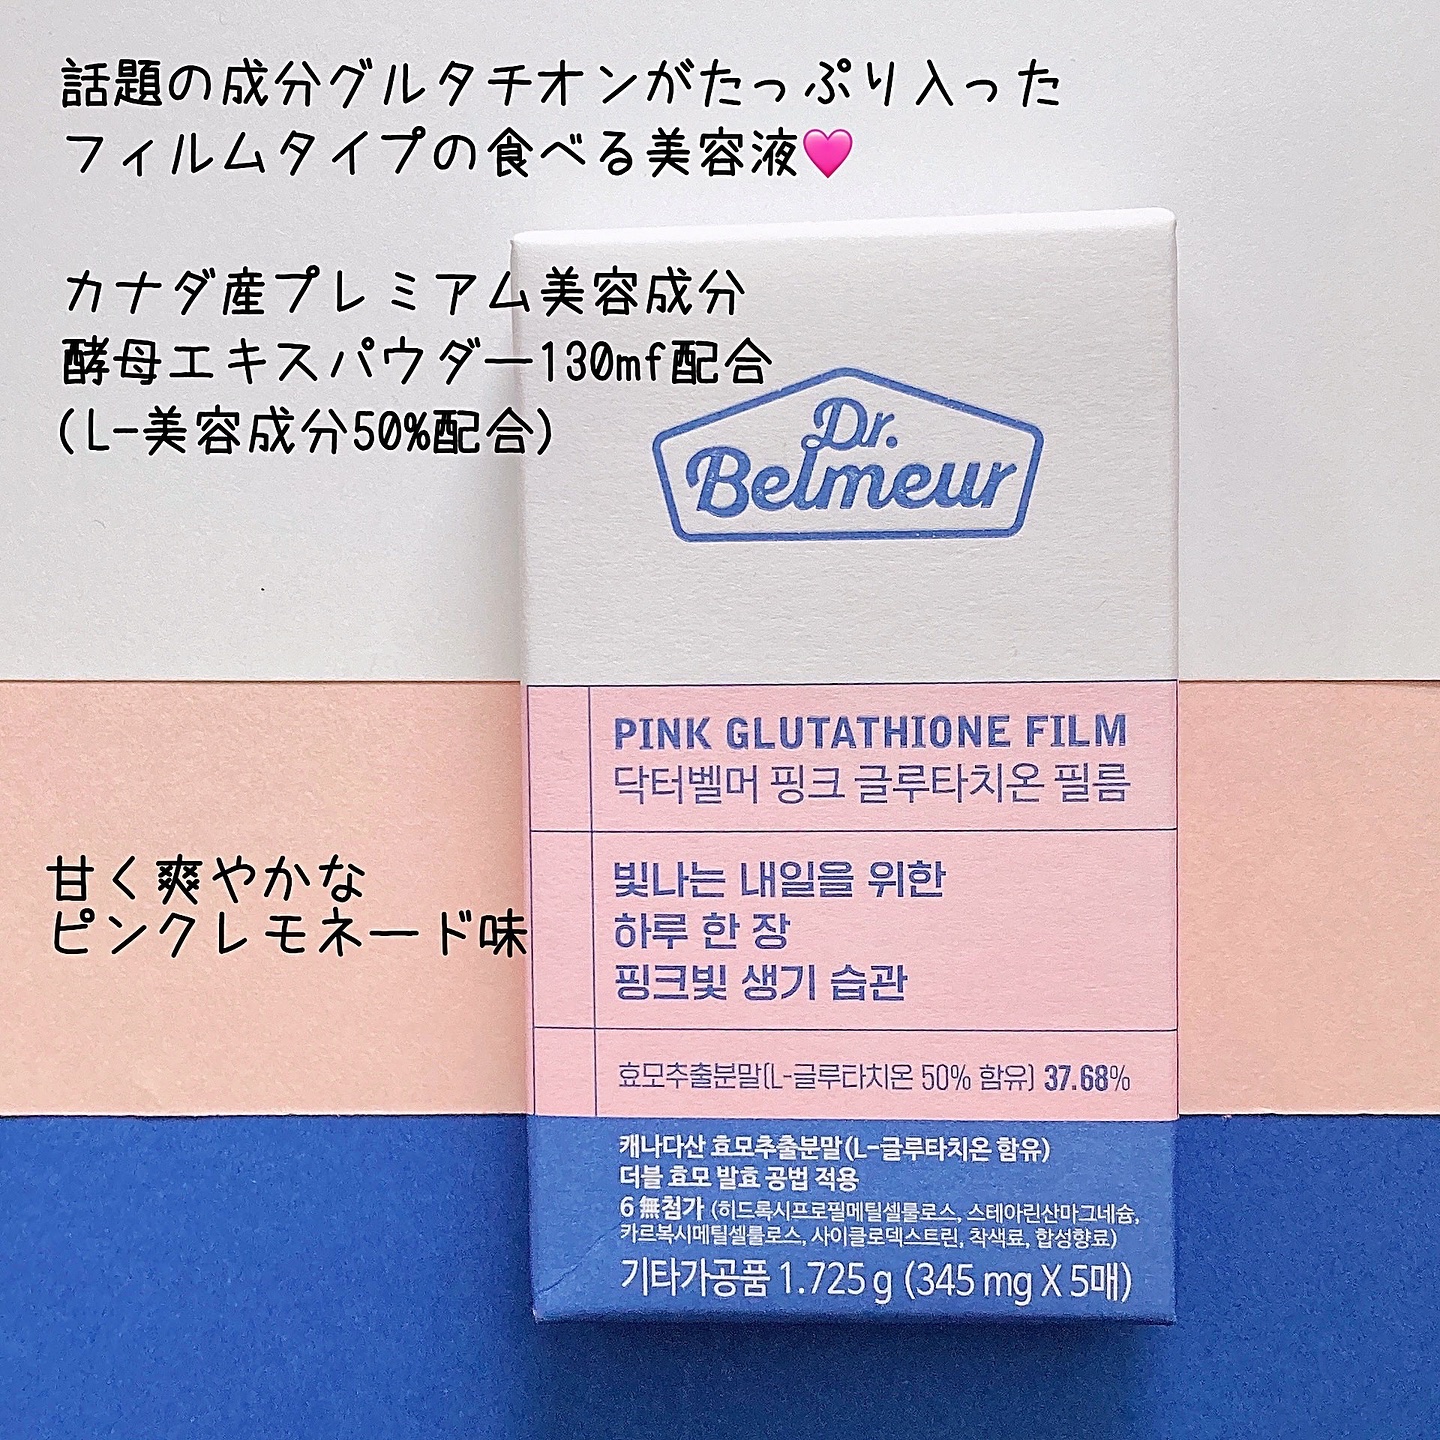 話題の成分グルタチオンがたっぷり入った
フィルムタイプの食べる美容液🩷
カナダ産プレミアム美容成分
酵母エキスパウダー130mf配合
(L-美容成分50%配合)
Dr.
Belmeur
PINK GLUTATHIONE FILM
닥터벨머 핑크 글루타치온 필름
빛나는 내일을 위한
하루 한 장
핑크빛 생기 습관
甘く爽やかな
ピンクレモネード味
효모추출분말(L-글루타치온 50% 함유) 37.68%
캐나다산 효모추출분말(L-글루타치온 함유)
더블 효모 발효 공법 적용
6 無첨가 (히드록시프로필메틸셀룰로스, 스테아린산마그네슘,
카르복시메틸셀룰로스, 사이클로덱스트린, 착색료, 합성향료)
기타가공품 1.725 g (345 mg X 5매)